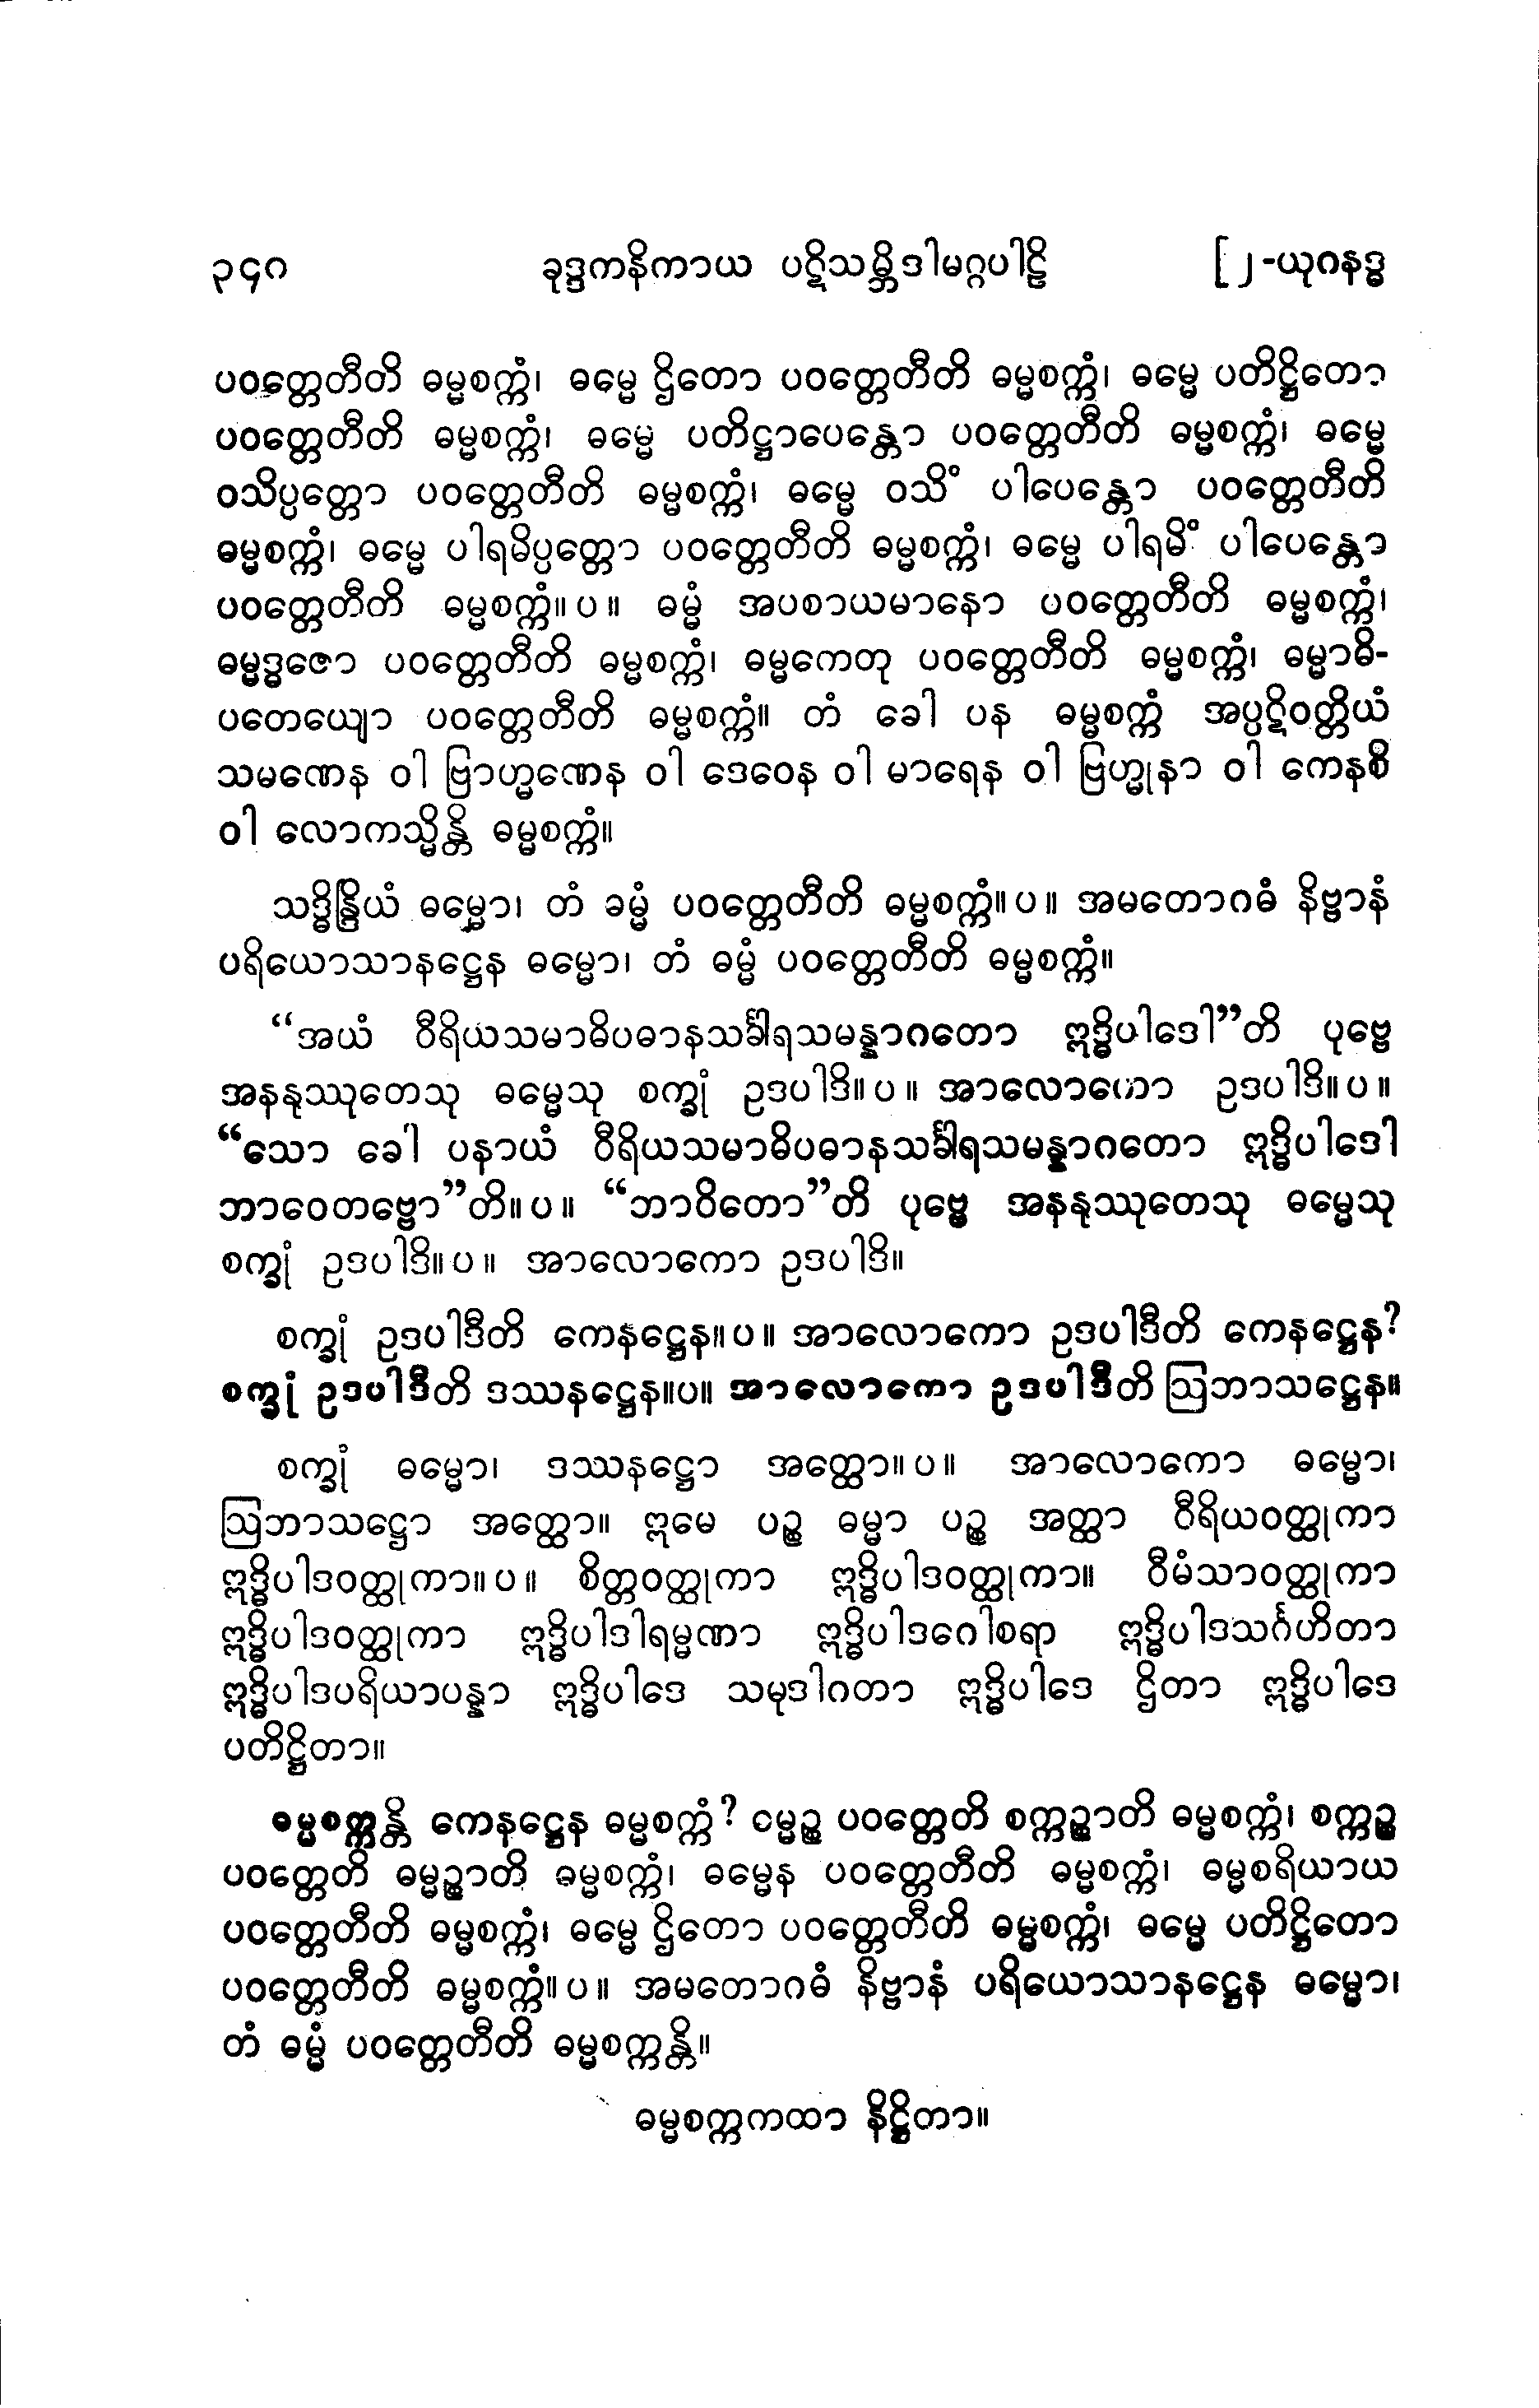 ၃၄၈ ခုဒ္ဒကနိကာယ ပဋိသမ္ဘိဒါမဂ္ဂပါဠိ [၂-ယုဂနဒ္ဓ
ပဝတ္တေတီတိ ဓမ္မစက္ကံ၊ ဓမ္မေ ဌိတော ပဝတ္တေတီတိ ဓမ္မစက္ကံ၊ ဓမ္မေ ပတိဋ္ဌိတော
ပဝတ္တေတီတိ ဓမ္မစက္ကံ၊ ဓမ္မေ ပတိဋ္ဌာပေန္တော ပဝတ္တေတီတိ ဓမ္မစက္ကံ၊ ဓမ္မေ
ဝသိပ္ပတ္တော ပဝတ္တေတီတိ ဓမ္မစက္ကံ၊ ဓမ္မေ ဝသိံ ပါပေန္တော ပဝတ္တေတီတိ
ဓမ္မစက္ကံ၊ ဓမ္မေ ပါရမိပ္ပတ္တော ပဝတ္တေတီတိ ဓမ္မစက္ကံ၊ ဓမ္မေ ပါရမိံ ပါပေန္တော
ပဝတ္တေတီတိ ဓမ္မစက္ကံ။ပ။ ဓမ္မံ အပစာယမာနော ပဝတ္တေတီတိ ဓမ္မစက္ကံ၊
ဓမ္မဒ္ဓဇော ပဝတ္တေတီတိ ဓမ္မစက္ကံ၊ ဓမ္မကေတု ပဝတ္တေတီတိ ဓမ္မစက္ကံ၊ ဓမ္မာဓိ-
ပတေယျော ပဝတ္တေတီတိ ဓမ္မစက္ကံ။ တံ ခေါ ပန ဓမ္မစက္ကံ အပ္ပဋိဝတ္တိယံ
သမဏေန ဝါ ဗြာဟ္မဏေန ဝါ ဒေဝေန ဝါ မာရေန ဝါ ဗြဟ္မုနာ ဝါ ကေနစိ
ဝါ လောကသ္မိန္တိ ဓမ္မစက္ကံ။
သဒ္ဓိန္ဒြိယံ ဓမ္မော၊ တံ ဓမ္မံ ပဝတ္တေတီတိ ဓမ္မစက္ကံ။ပ။ အမတောဂဓံ နိဗ္ဗာနံ
ပရိယောသာနဋ္ဌေန ဓမ္မော၊ တံ ဓမ္မံ ပဝတ္တေတီတိ ဓမ္မစက္ကံ။
“အယံ ဝီရိယသမာဓိပဓာနသင်္ခါရသမန္နာဂတော ဣဒ္ဓိပါဒေါ”တိ ပုဗ္ဗေ
အနနုဿုတေသု ဓမ္မေသု စက္ခုံ ဥဒပါဒိ။ပ။ အာလောကော ဥဒပါဒိ။ပ။
“သော ခေါ ပနာယံ ဝီရိယသမာဓိပဓာနသင်္ခါရသမန္နာဂတော ဣဒ္ဓိပါဒေါ
ဘာဝေတဗ္ဗော”တိ။ပ။ “ဘာဝိတော”တိ ပုဗ္ဗေ အနနုဿုတေသု ဓမ္မေသု
စက္ခုံ ဥဒပါဒိ။ပ။ အာလောကော ဥဒပါဒိ။
စက္ခုံ ဥဒပါဒီတိ ကေနဋ္ဌေန။ပ။ အာလောကော ဥဒပါဒီတိ ကေနဋ္ဌေန?
စက္ခုံ ဥဒပါဒီတိ ဒဿနဋ္ဌေန။ပ။ အာလောကော ဥဒပါဒီတိ ဩဘာသဋ္ဌေန။
စက္ခုံ ဓမ္မော၊ ဒဿနဋ္ဌော အတ္ထော။ပ။ အာလောကော ဓမ္မော၊
ဩဘာသဋ္ဌော အတ္ထော။ ဣမေ ပဉ္စ ဓမ္မာ ပဉ္စ အတ္ထာ ဝီရိယဝတ္ထုကာ
ဣဒ္ဓိပါဒဝတ္ထုကာ။ပ။ စိတ္တဝတ္ထုကာ ဣဒ္ဓိပါဒဝတ္ထုကာ။ ဝီမံသာဝတ္ထုကာ
ဣဒ္ဓိပါဒဝတ္ထုကာ ဣဒ္ဓိပါဒါရမ္မဏာ ဣဒ္ဓိပါဒဂေါစရာ ဣဒ္ဓိပါဒသင်္ဂဟိတာ
ဣဒ္ဓိပါဒပရိယာပန္နာ ဣဒ္ဓိပါဒေ သမုဒါဂတာ ဣဒ္ဓိပါဒေ ဌိတာ ဣဒ္ဓိပါဒေ
ပတိဋ္ဌိတာ။
ဓမ္မစက္ကန္တိ ကေနဋ္ဌေန ဓမ္မစက္ကံ? ဓမ္မဉ္စ ပဝတ္တေတိ စက္ကဉ္စာတိ ဓမ္မစက္ကံ၊ စက္ကဉ္စ
ပဝတ္တေတိ ဓမ္မဉ္စာတိ ဓမ္မစက္ကံ၊ ဓမ္မေန ပဝတ္တေတီတိ ဓမ္မစက္ကံ၊ ဓမ္မစရိယာယ
ပဝတ္တေတီတိ ဓမ္မစက္ကံ၊ ဓမ္မေ ဌိတော ပဝတ္တေတီတိ ဓမ္မစက္ကံ၊ ဓမ္မေ ပတိဋ္ဌိတော
ပဝတ္တေတီတိ ဓမ္မစက္ကံ။ပ။ အမတောဂဓံ နိဗ္ဗာနံ ပရိယောသာနဋ္ဌေန ဓမ္မော၊
တံ ဓမ္မံ ပဝတ္တေတီတိ ဓမ္မစက္ကန္တိ။
ဓမ္မစက္ကကထာ နိဋ္ဌိတာ။